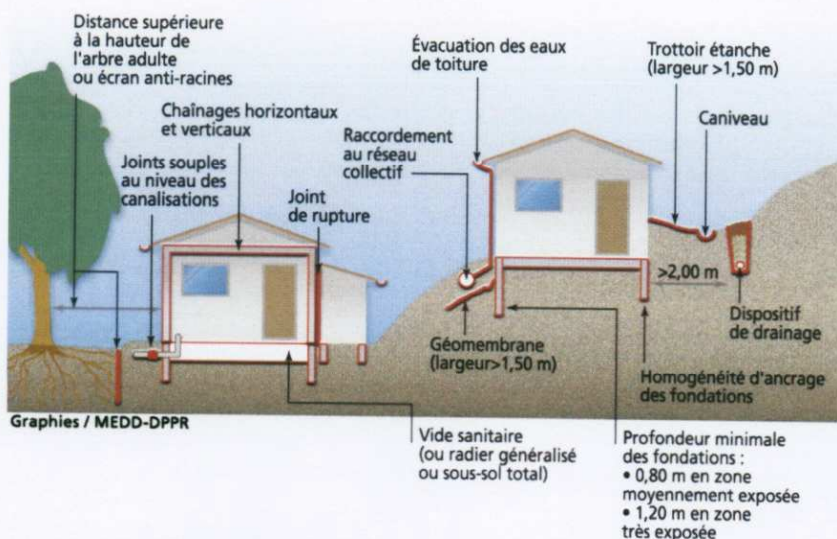 Distance supérieure
à la hauteur de
l'arbre adulte
ou écran anti-racines
Chaînages horizontaux
et verticaux
Joints souples
au niveau des
canalisations
Joint
de rupture
Évacuation des eaux
de toiture
Raccordement
au réseau
collectif
Trottoir étanche
(largeur >1,50 m)
Caniveau
>2,00 m
Géomembrane
(largeur>1,50 m)
Dispositif
de drainage
Homogénéité d'ancrage
des fondations
Graphies / MEDD-DPPR
Vide sanitaire
(ou radier généralisé
ou sous-sol total)
Profondeur minimale
des fondations :
• 0,80 m en zone
moyennement exposée
• 1,20 m en zone
très exposée